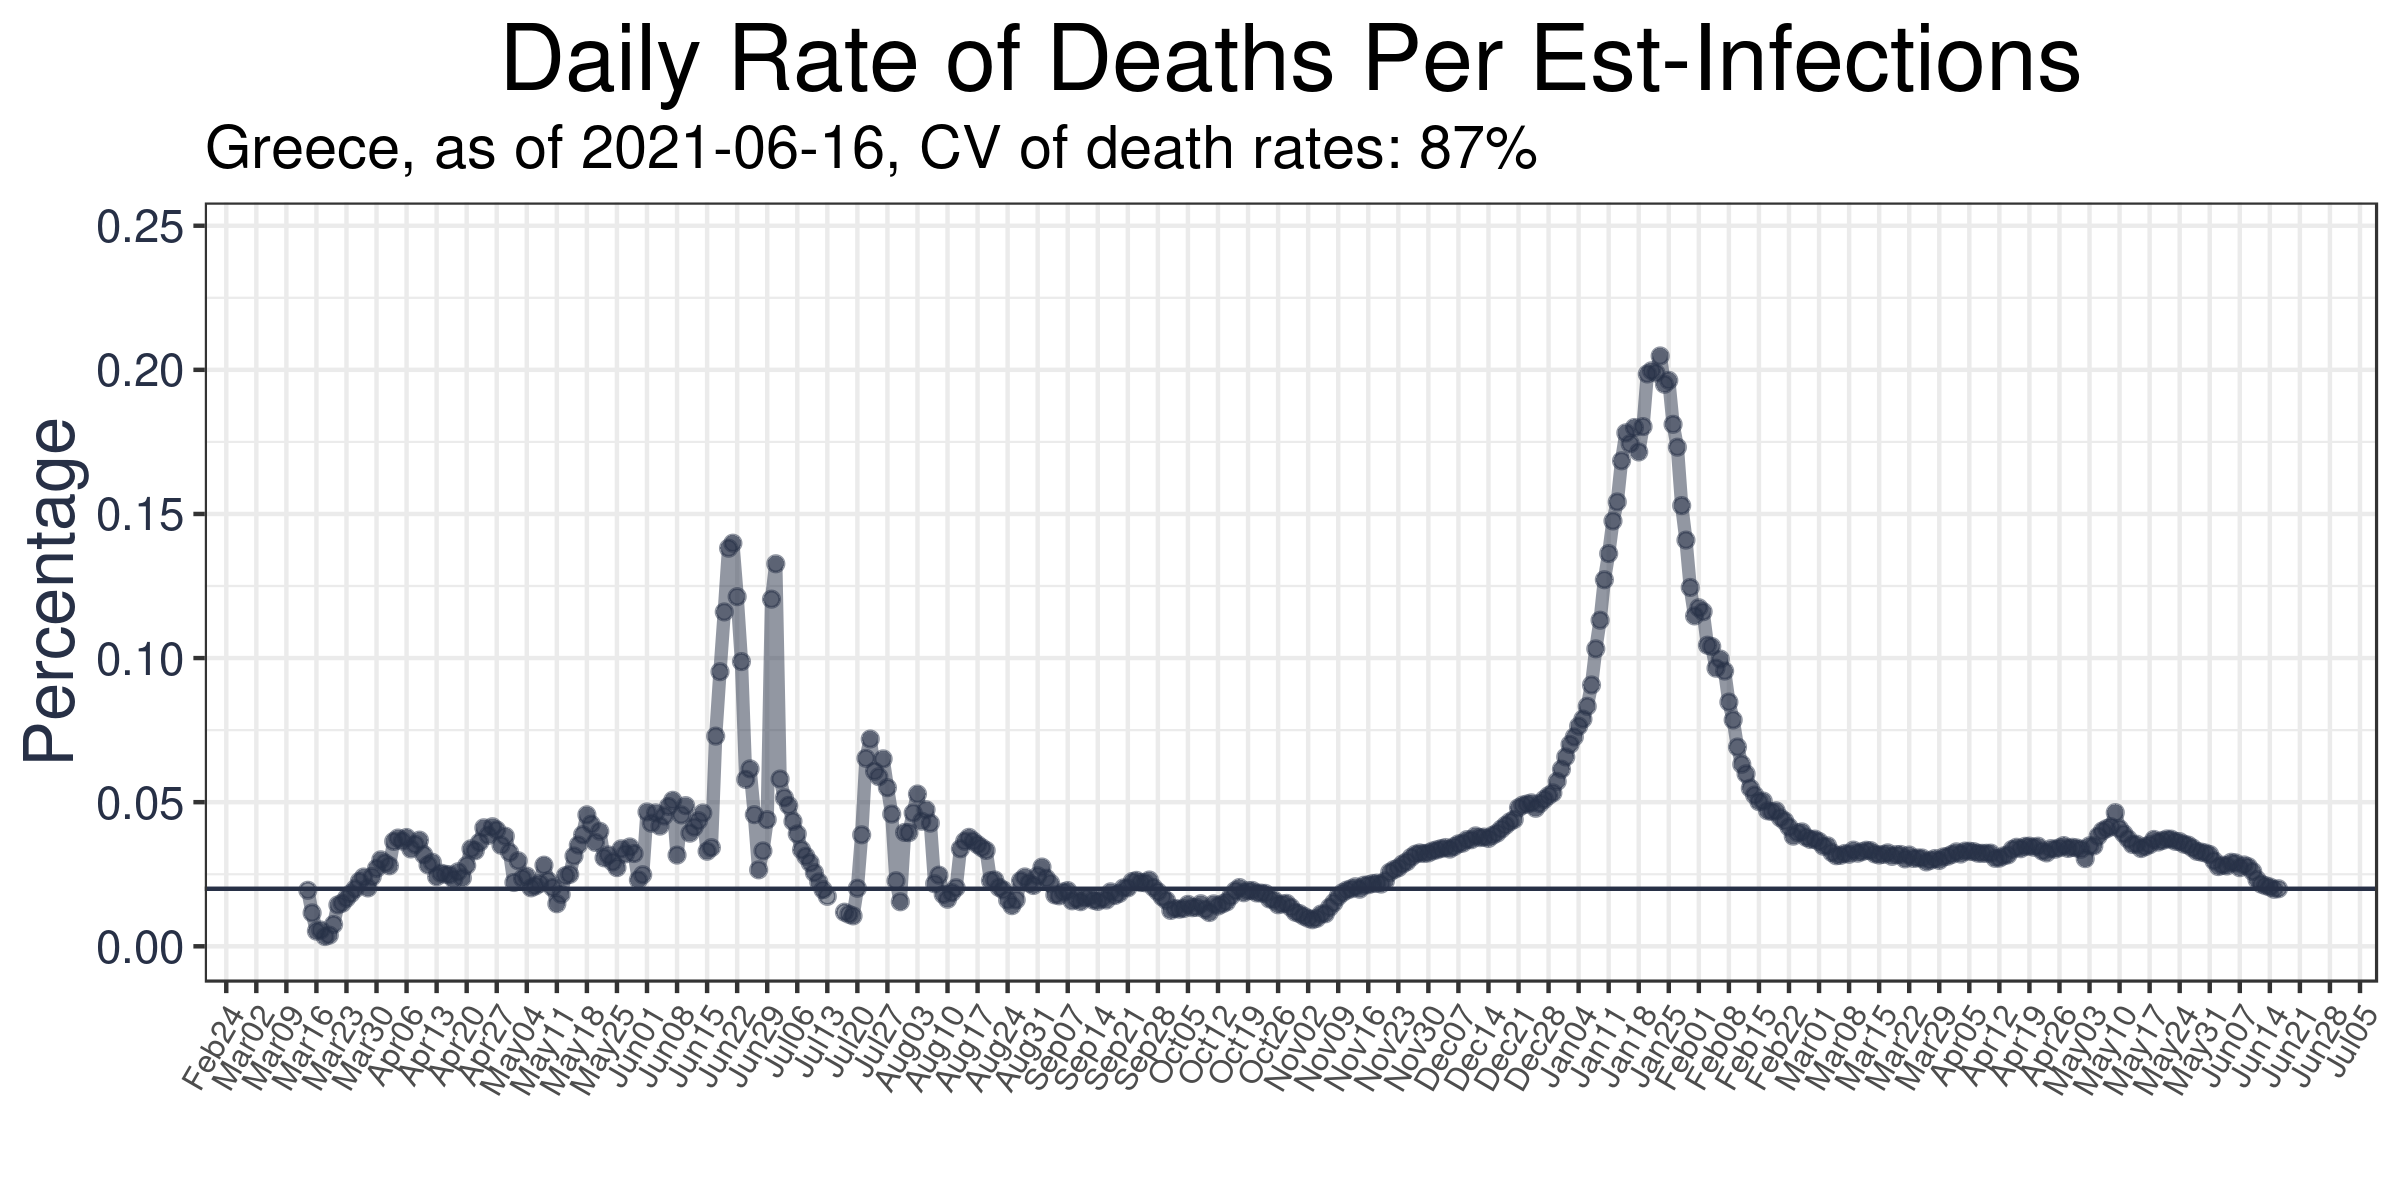 Daily Rate of Deaths Per Est-Infections
Greece, as of 2021-06-16, CV of death rates: 87%
Percentage
0.25
0.20
0.15
0.10
0.05
0.00
Feb24
Mar02
Mar09
Mar16
Mar23
Mar30
Apr06
Apr13
Apr20
Apr27
May04
May11
May18
May25
Jun01
Jun08
Jun15
Jun22
Jun29
Jul06
Jul13
Jul20
Jul27
Aug03
Aug10
Aug17
Aug24
Aug31
Sep07
Sep14
Sep21
Sep28
Oct05
Oct12
Oct19
Oct26
Nov02
Nov09
Nov16
Nov23
Nov30
Dec07
Dec14
Dec21
Dec28
Jan04
Jan11
Jan18
Jan25
Feb01
Feb08
Feb15
Feb22
Mar01
Mar08
Mar15
Mar22
Mar29
Apr05
Apr12
Apr19
Apr26
May03
May10
May17
May24
May31
Jun07
Jun14
Jun21
Jun28
Jul05